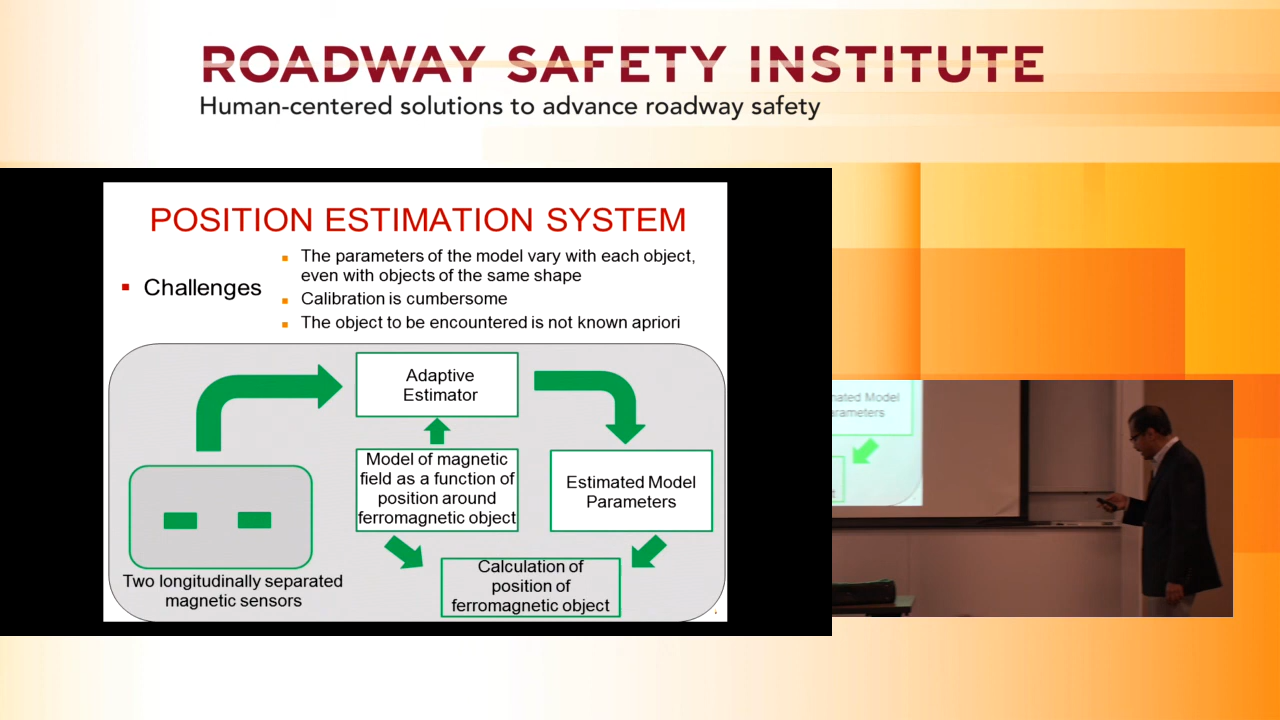 ROADWAY SAFETY INSTITUTE
Human-centered solutions to advance roadway safety
POSITION ESTIMATION SYSTEM
Challenges
The parameters of the model vary with each object,
even with objects of the same shape
Calibration is cumbersome
The object to be encountered is not known apriori
Adaptive
Estimator
Model of magnetic
field as a function of
position around
ferromagnetic object
Estimated Model
Parameters
Calculation of
position of
ferromagnetic object
Two longitudinally separated
magnetic sensors
Model